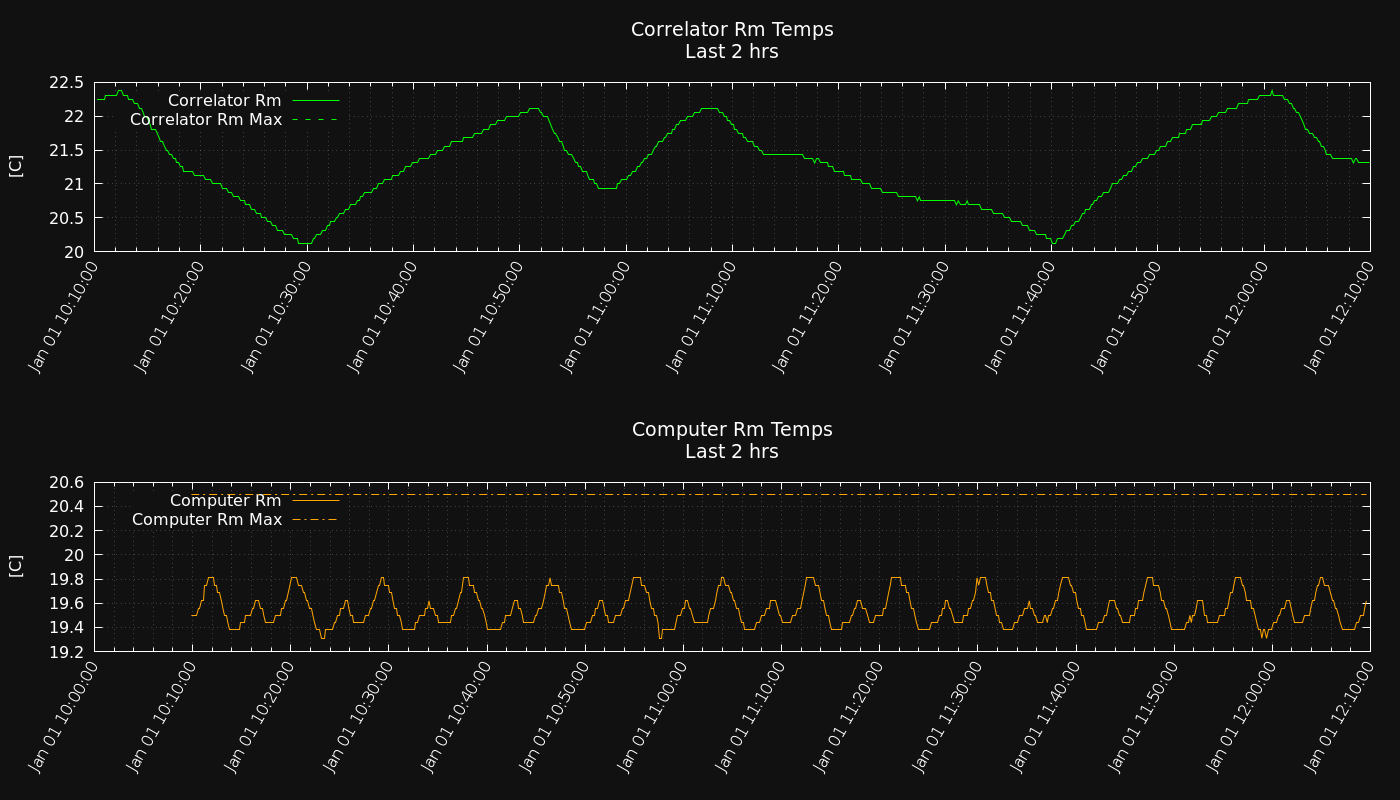 Correlator Rm Temps
Last 2 hrs
22.5
22
21.5
21
20.5
20
[C]
Correlator Rm
Correlator Rm Max
Jan 01 10:10:00
Jan 01 10:20:00
Jan 01 10:30:00
Jan 01 10:40:00
Jan 01 10:50:00
Jan 01 11:00:00
Jan 01 11:10:00
Jan 01 11:20:00
Jan 01 11:30:00
Jan 01 11:40:00
Jan 01 11:50:00
Jan 01 12:00:00
Jan 01 12:10:00
Computer Rm Temps
Last 2 hrs
20.6
20.4
20.2
20
19.8
19.6
19.4
19.2
[C]
Computer Rm
Computer Rm Max
Jan 01 10:00:00
Jan 01 10:10:00
Jan 01 10:20:00
Jan 01 10:30:00
Jan 01 10:40:00
Jan 01 10:50:00
Jan 01 11:00:00
Jan 01 11:10:00
Jan 01 11:20:00
Jan 01 11:30:00
Jan 01 11:40:00
Jan 01 11:50:00
Jan 01 12:00:00
Jan 01 12:10:00